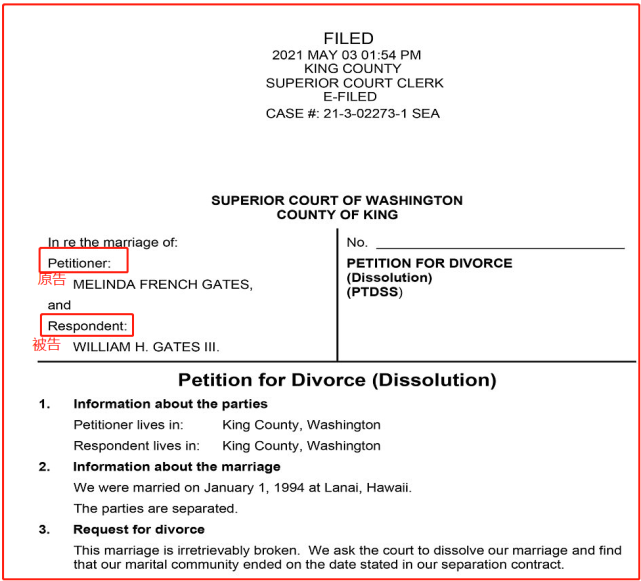 FILED
2021 MAY 03 01:54 PM
KING COUNTY
SUPERIOR COURT CLERK
E-FILED
CASE #: 21-3-02273-1 SEA
SUPERIOR COURT OF WASHINGTON
COUNTY OF KING
In re the marriage of:
Petitioner:
原告 MELINDA FRENCH GATES,
and
Respondent:
被告 WILLIAM H. GATES III.
No.
PETITION FOR DIVORCE
(Dissolution)
(PTDSS)
Petition for Divorce (Dissolution)
1. Information about the parties
Petitioner lives in: King County, Washington
Respondent lives in: King County, Washington
2. Information about the marriage
We were married on January 1, 1994 at Lanai, Hawaii.
The parties are separated.
3. Request for divorce
This marriage is irretrievably broken. We ask the court to dissolve our marriage and find
that our marital community ended on the date stated in our separation contract.